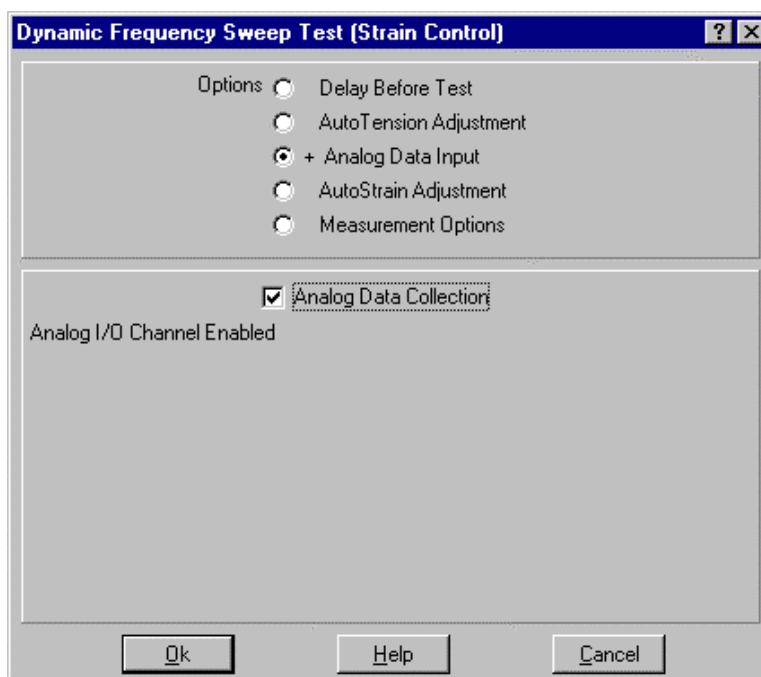 Dynamic Frequency Sweep Test (Strain Control)
Options
Delay Before Test
AutoTension Adjustment
+ Analog Data Input
AutoStrain Adjustment
Measurement Options
Analog Data Collection
Analog I/O Channel Enabled
Ok Help Cancel